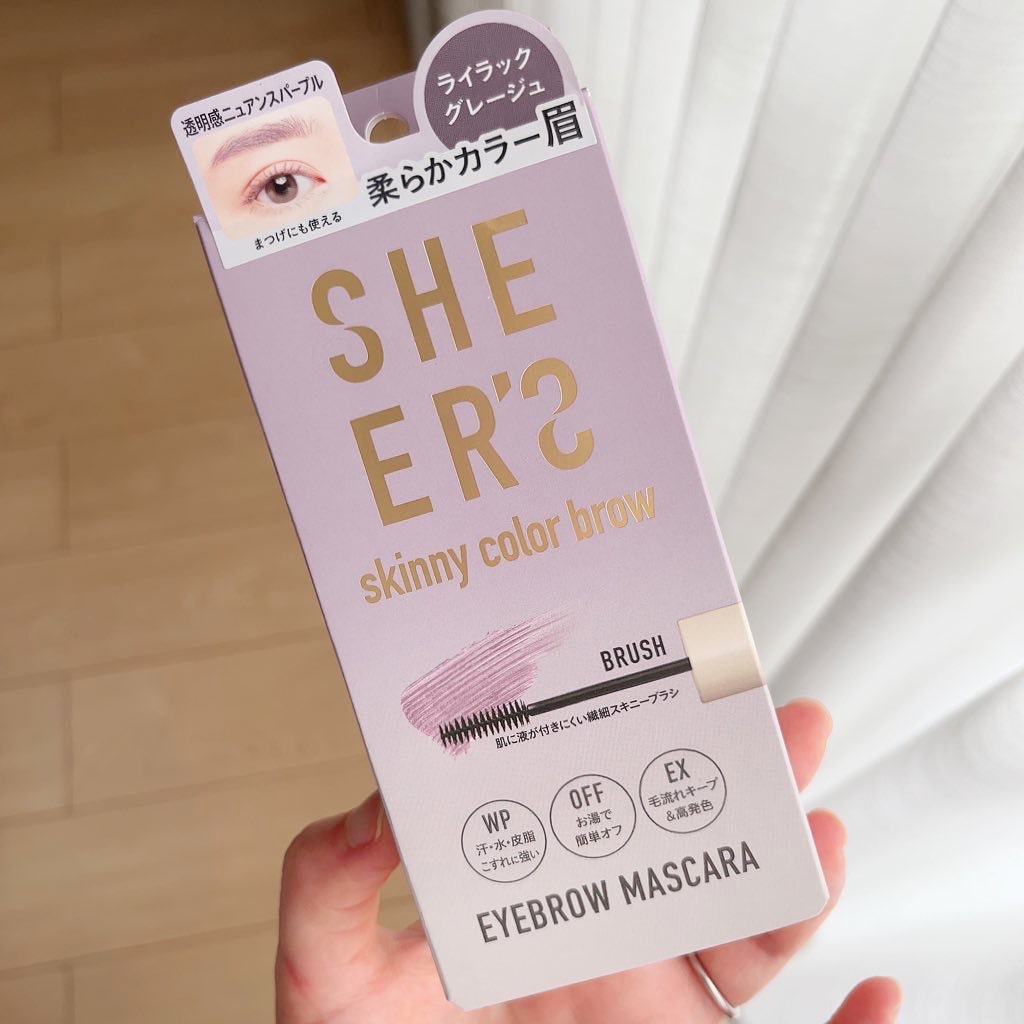 透明感ニュアンスパープル
まつげにも使える
ライラック
グレージュ
柔らかカラー眉
SHE
ER'S
skinny color brow
BRUSH
肌に液が付きにくい繊細スキニーブラシ
WP
汗・水・皮脂
こすれに強い
OFF
お湯で
簡単オフ
EX
毛流れキープ
&高発色
EYEBROW MASCARA